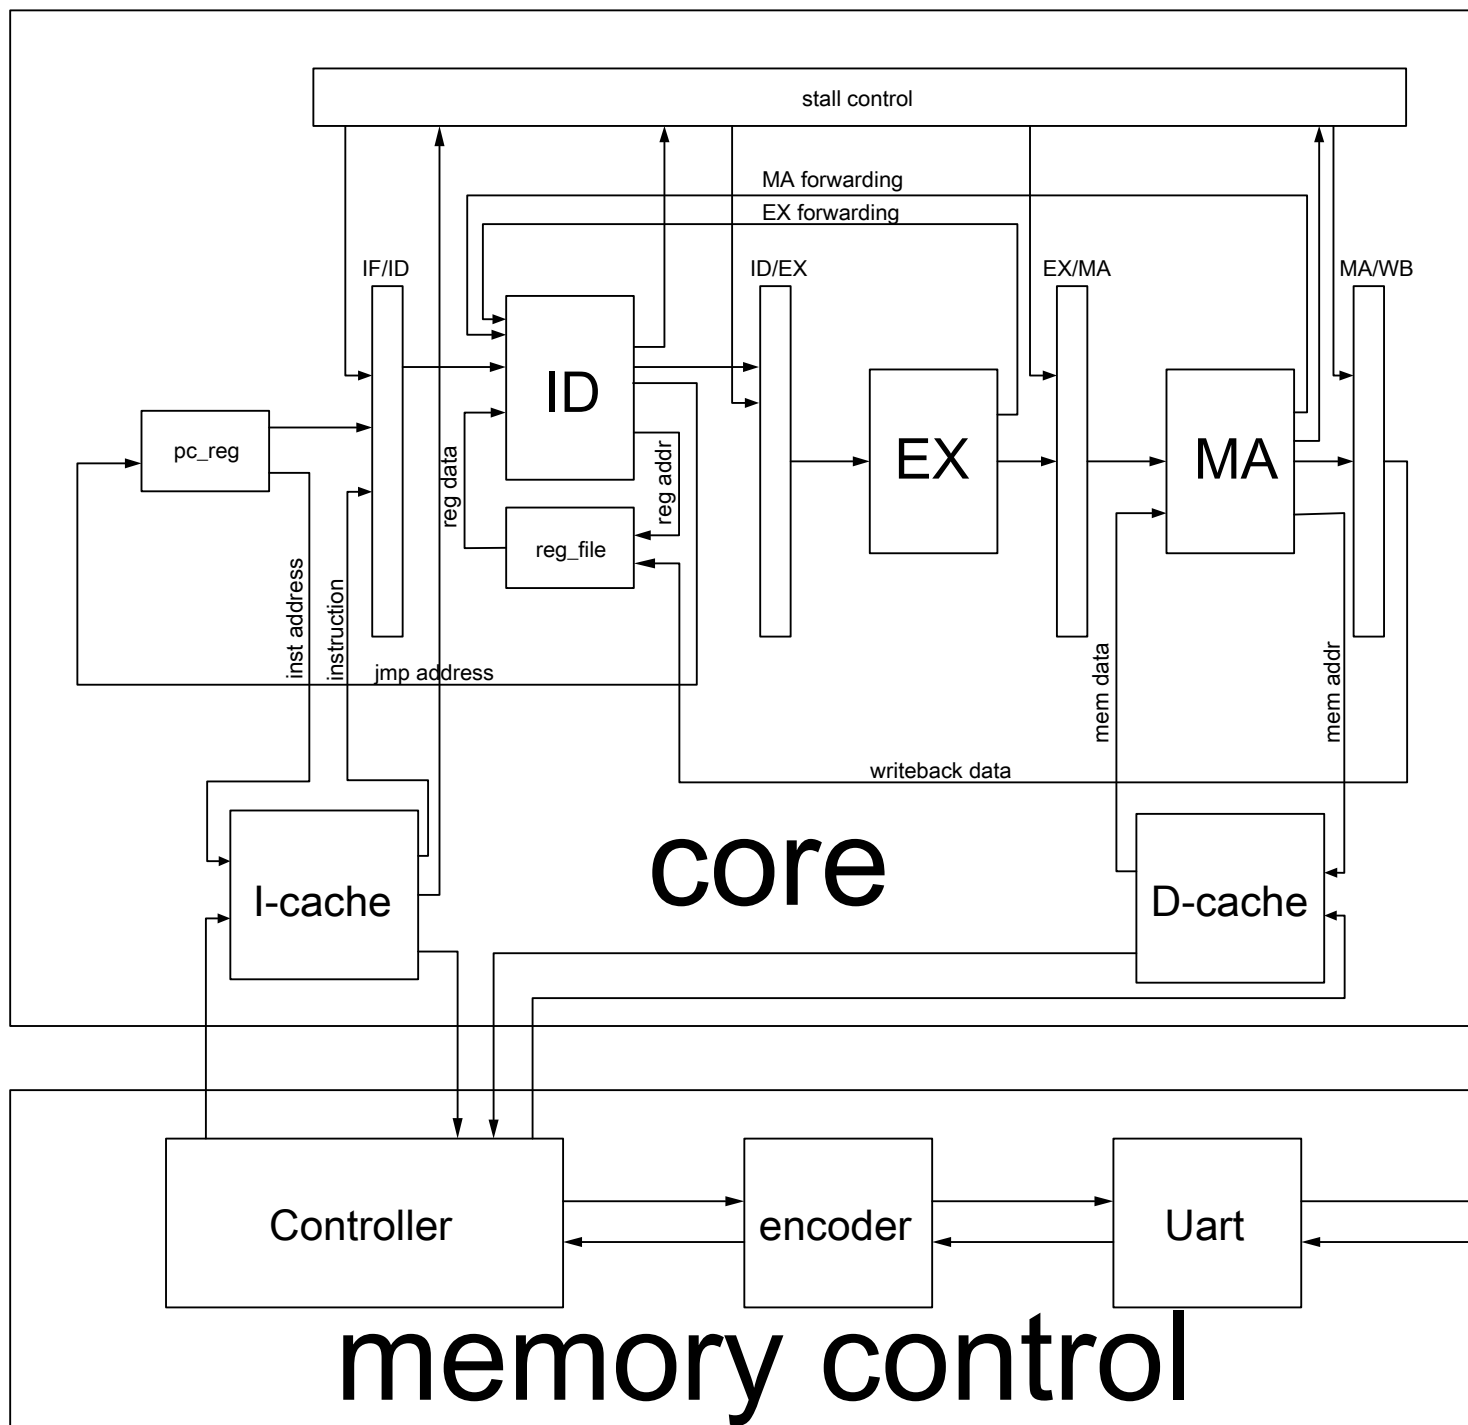 stall control
MA forwarding
EX forwarding
IF/ID
ID/EX
EX/MA
MA/WB
ID
pc_reg
EX
MA
reg data
reg addr
reg_file
inst address
instruction
jmp address
mem data
mem addr
writeback data
core
I-cache
D-cache
Controller
encoder
Uart
memory control